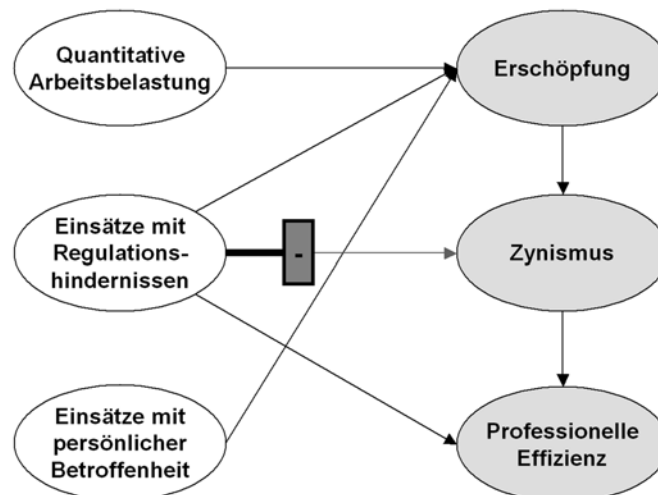 Quantitative
Arbeitsbelastung
Erschöpfung
Einsätze mit
Regulations-
hindernissen
-
Zynismus
Einsätze mit
persönlicher
Betroffenheit
Professionelle
Effizienz